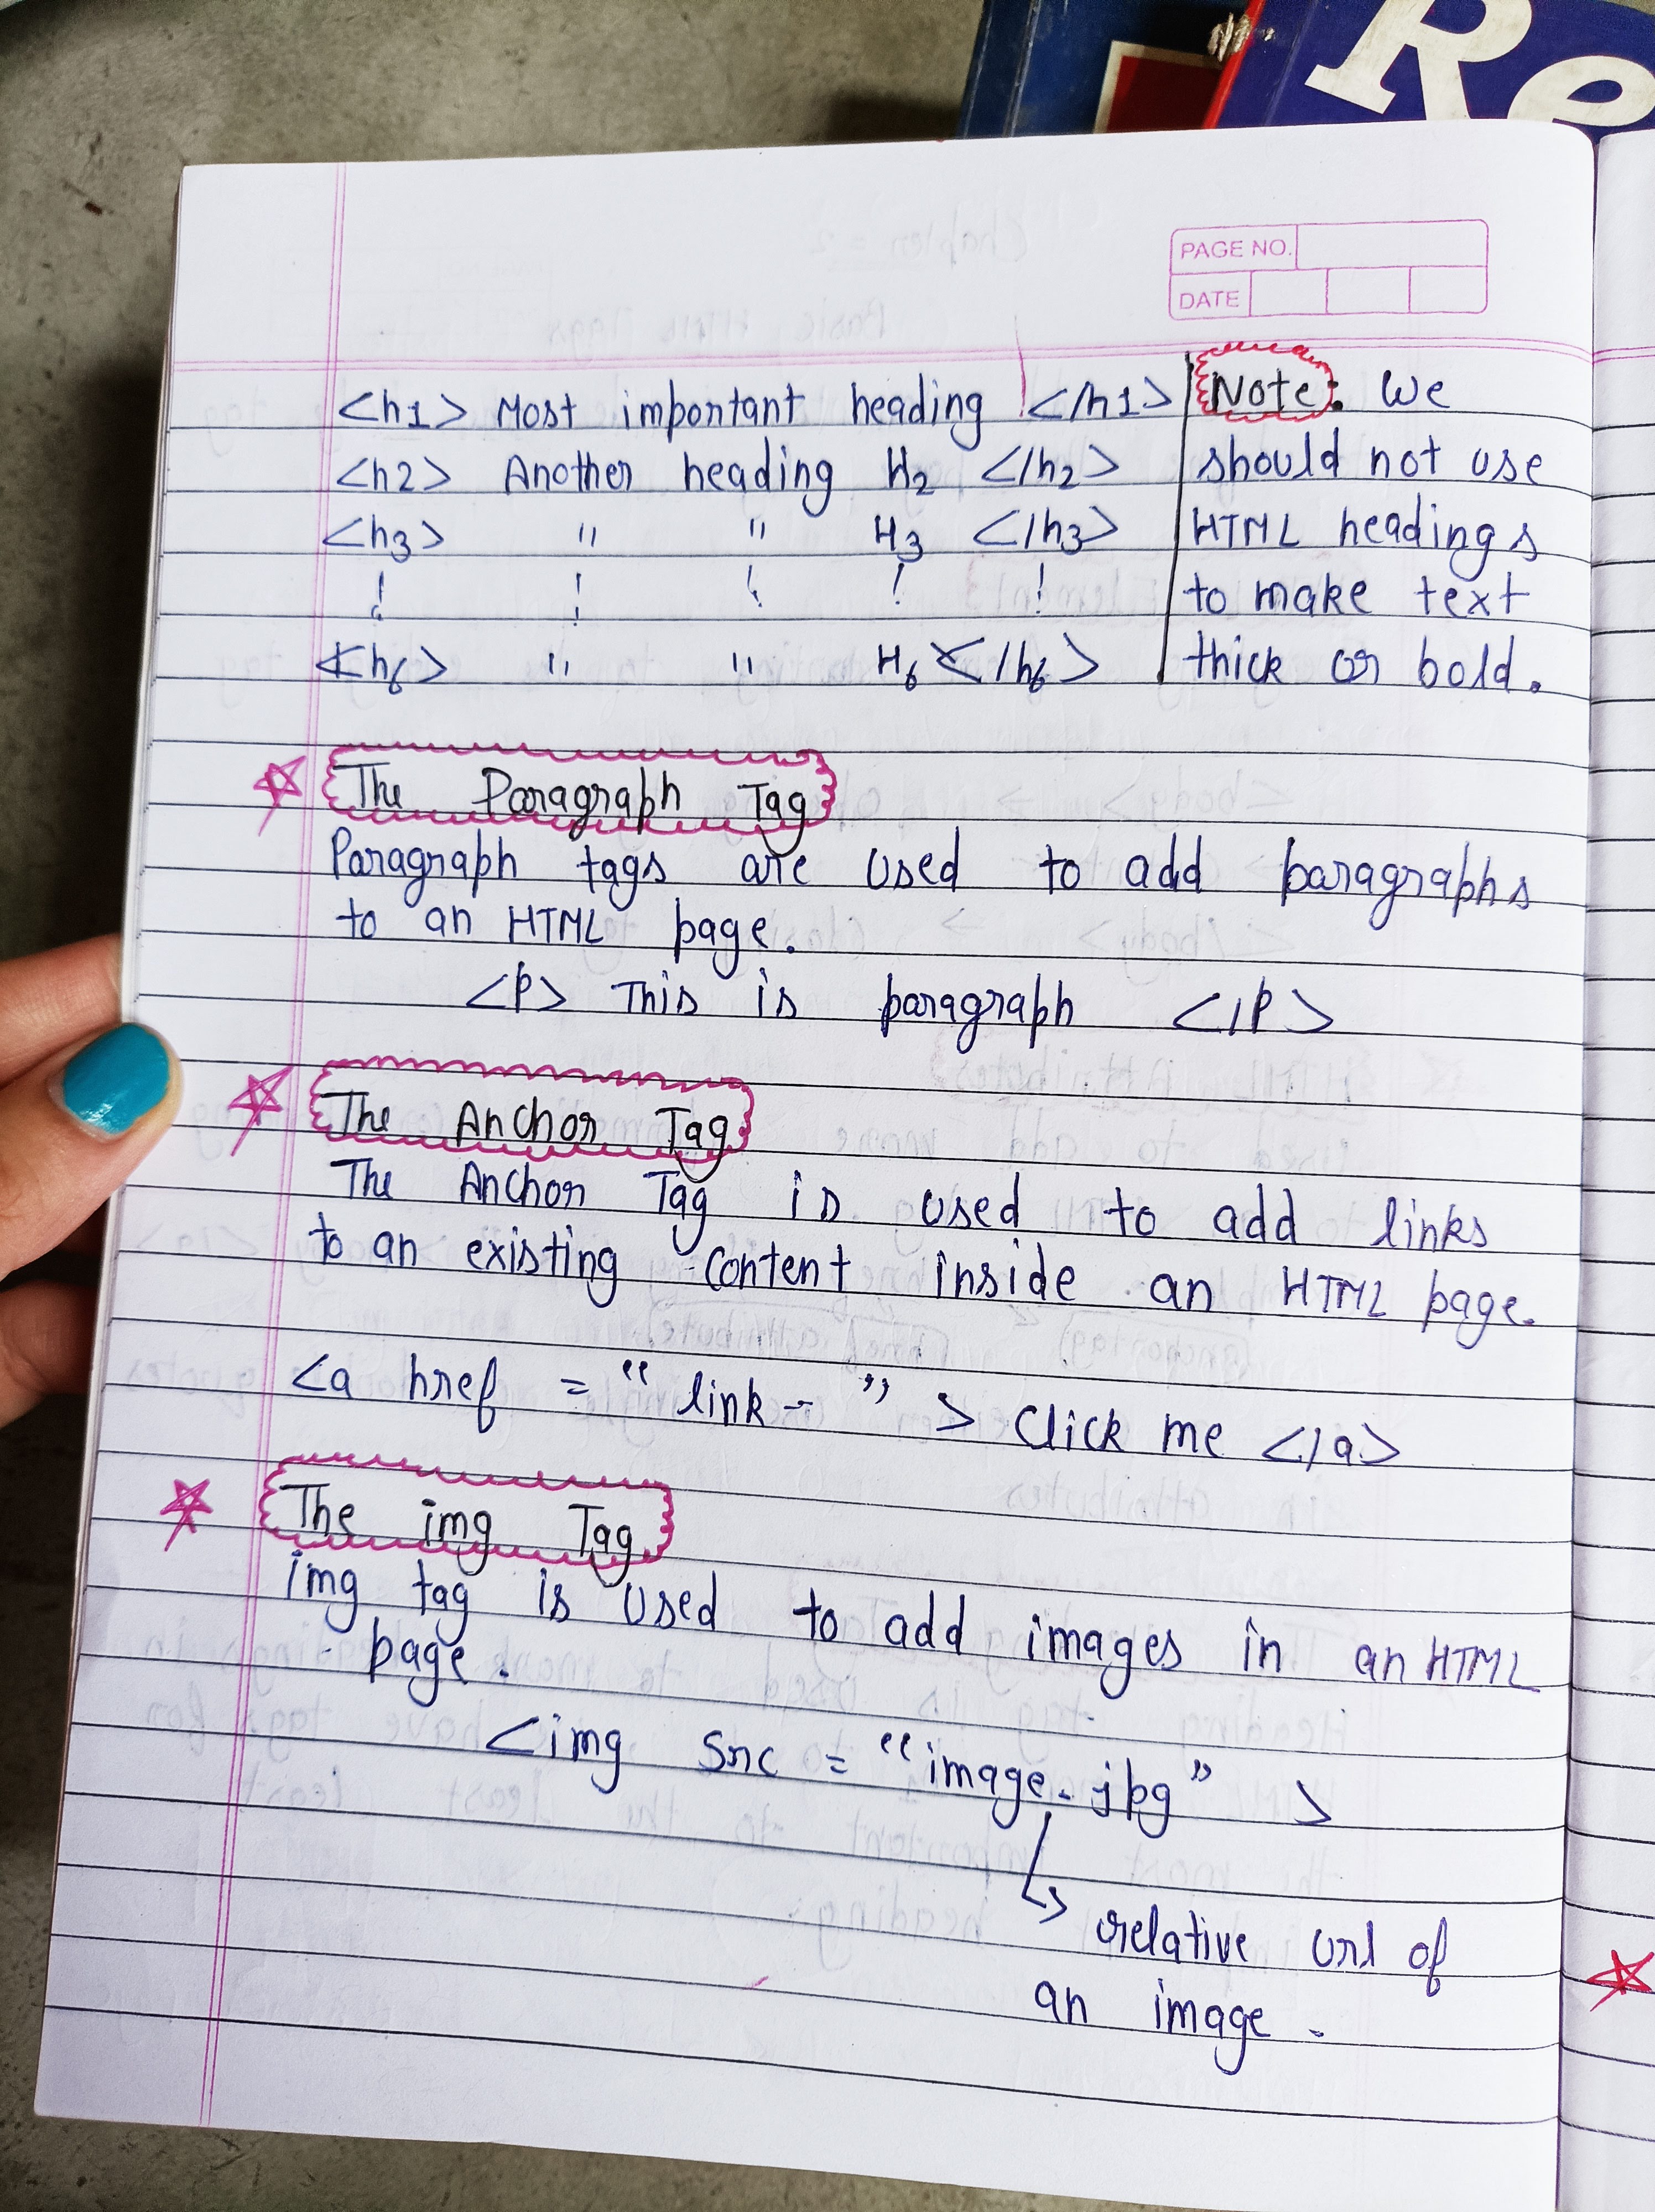 Re
PAGE NO.
DATE
<h1> Most important heading </h1>
<h2> Another heading H2 </h2>
<h3> " " H3 </h3>
<h6> " " H6 </h6>
Note: We
should not use
HTML headings
to make text
thick or bold.
The Paragraph Tag
Paragraph tags are used to add paragraphs
to an HTML page.
<p> This is paragraph </p>
The Anchor Tag
The Anchor Tag is used to add links
to an existing content inside an HTML page.
<a href = "link-" > Click me </a>
The img Tag
img tag is used to add images in an HTML
page.
<img src = "image.jpg" >
relative url of
an image.